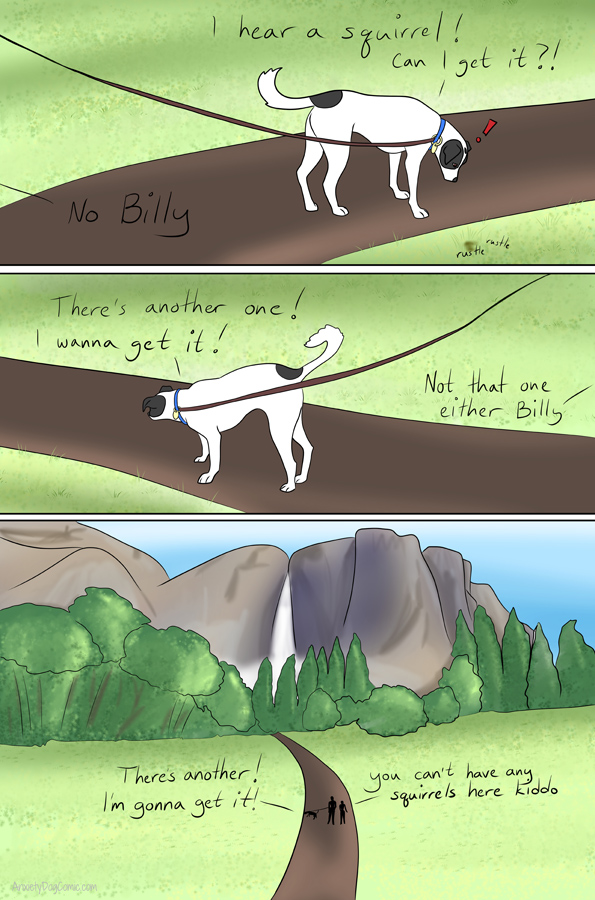 I hear a squirrel!
Can I get it?!
No Billy
rustle rustle
There's another one!
I wanna get it!
Not that one
either Billy
There's another!
I'm gonna get it!
you can't have any
squirrels here kiddo
AnxietyDogComic.com